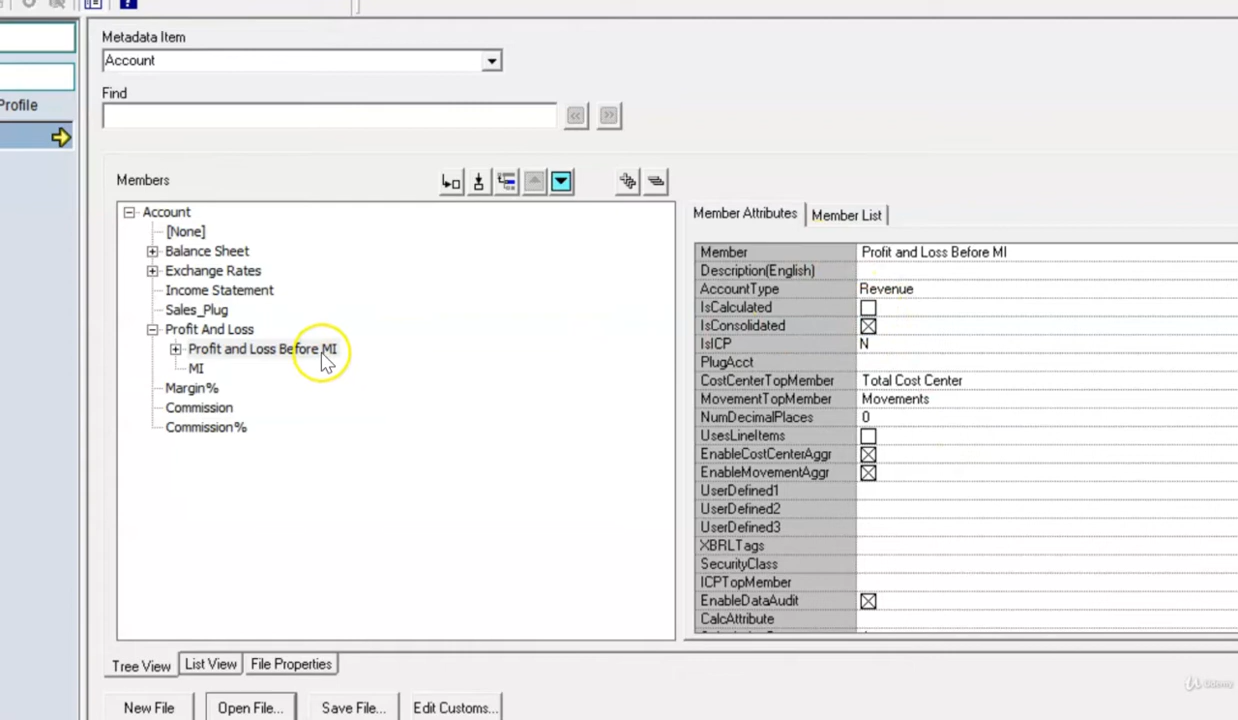 Metadata Item
Account
Find
Profile
Members
Account
[None]
Balance Sheet
Exchange Rates
Income Statement
Sales_Plug
Profit And Loss
Profit and Loss Before MI
MI
Margin%
Commission
Commission%
Member Attributes
Member List
Member Profit and Loss Before MI
Description(English)
AccountType Revenue
IsCalculated
IsConsolidated
IsICP N
PlugAcct
CostCenterTopMember Total Cost Center
MovementTopMember Movements
NumDecimalPlaces 0
UsesLineItems
EnableCostCenterAggr
EnableMovementAggr
UserDefined1
UserDefined2
UserDefined3
XBRLTags
SecurityClass
ICPTopMember
EnableDataAudit
CalcAttribute
Tree View List View File Properties
New File Open File... Save File... Edit Customs...
Udemy